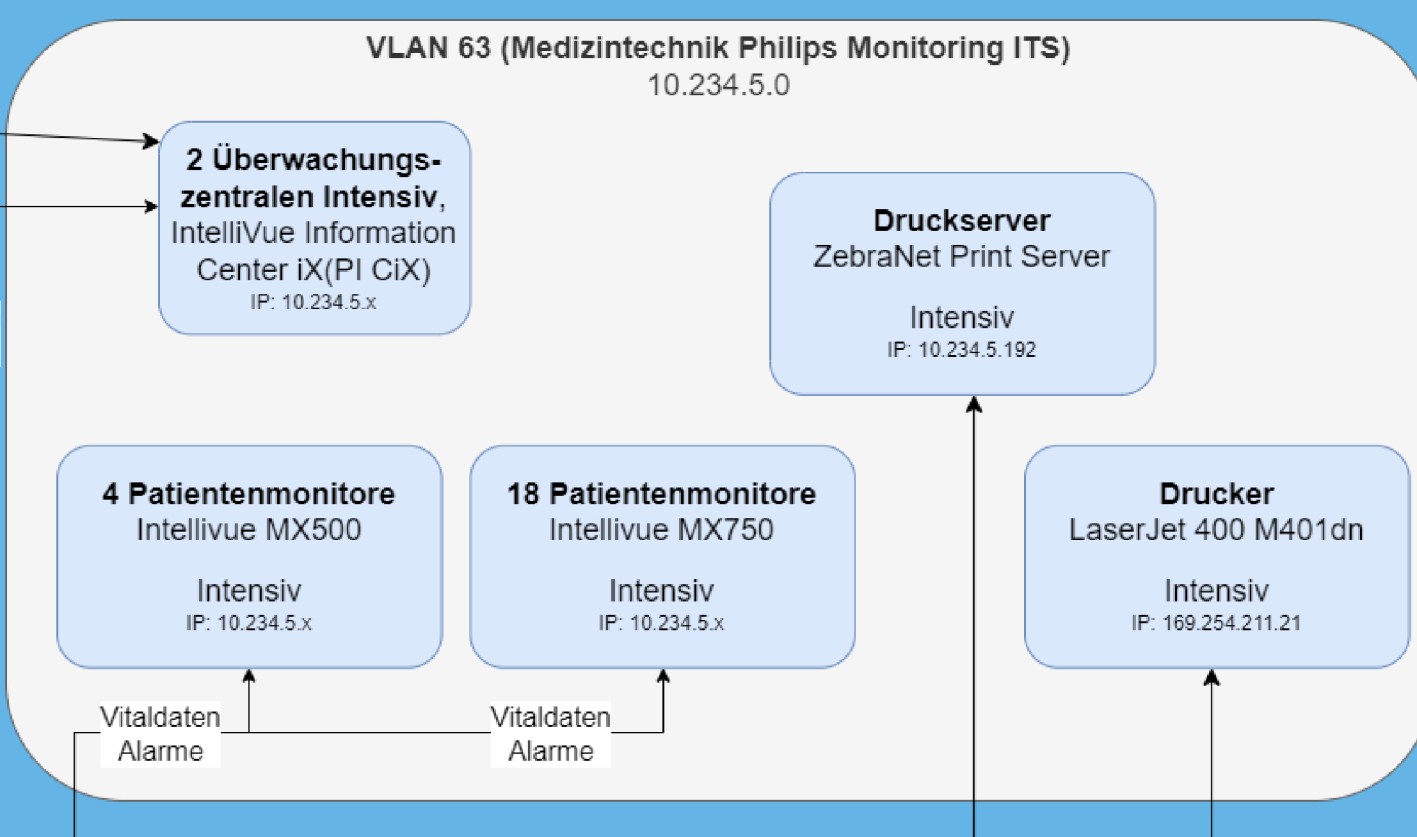 VLAN 63 (Medizintechnik Philips Monitoring ITS)
10.234.5.0
2 Überwachungs-
zentralen Intensiv,
IntelliVue Information
Center iX(PI CiX)
IP: 10.234.5.x
Druckserver
ZebraNet Print Server
Intensiv
IP: 10.234.5.192
4 Patientenmonitore
Intellivue MX500
Intensiv
IP: 10.234.5.x
18 Patientenmonitore
Intellivue MX750
Intensiv
IP: 10.234.5.x
Drucker
LaserJet 400 M401dn
Intensiv
IP: 169.254.211.21
Vitaldaten
Alarme
Vitaldaten
Alarme